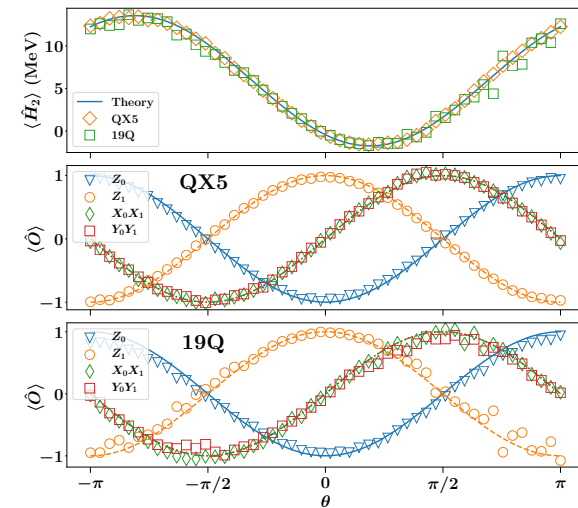 ⟨Ĥ₂⟩ (MeV)
10
5
0
Theory
QX5
19Q
⟨Ô⟩
1
0
−1
QX5
Z₀
Z₁
X₀X₁
Y₀Y₁
⟨Ô⟩
1
0
−1
19Q
Z₀
Z₁
X₀X₁
Y₀Y₁
−π −π/2 0 π/2 π
θ